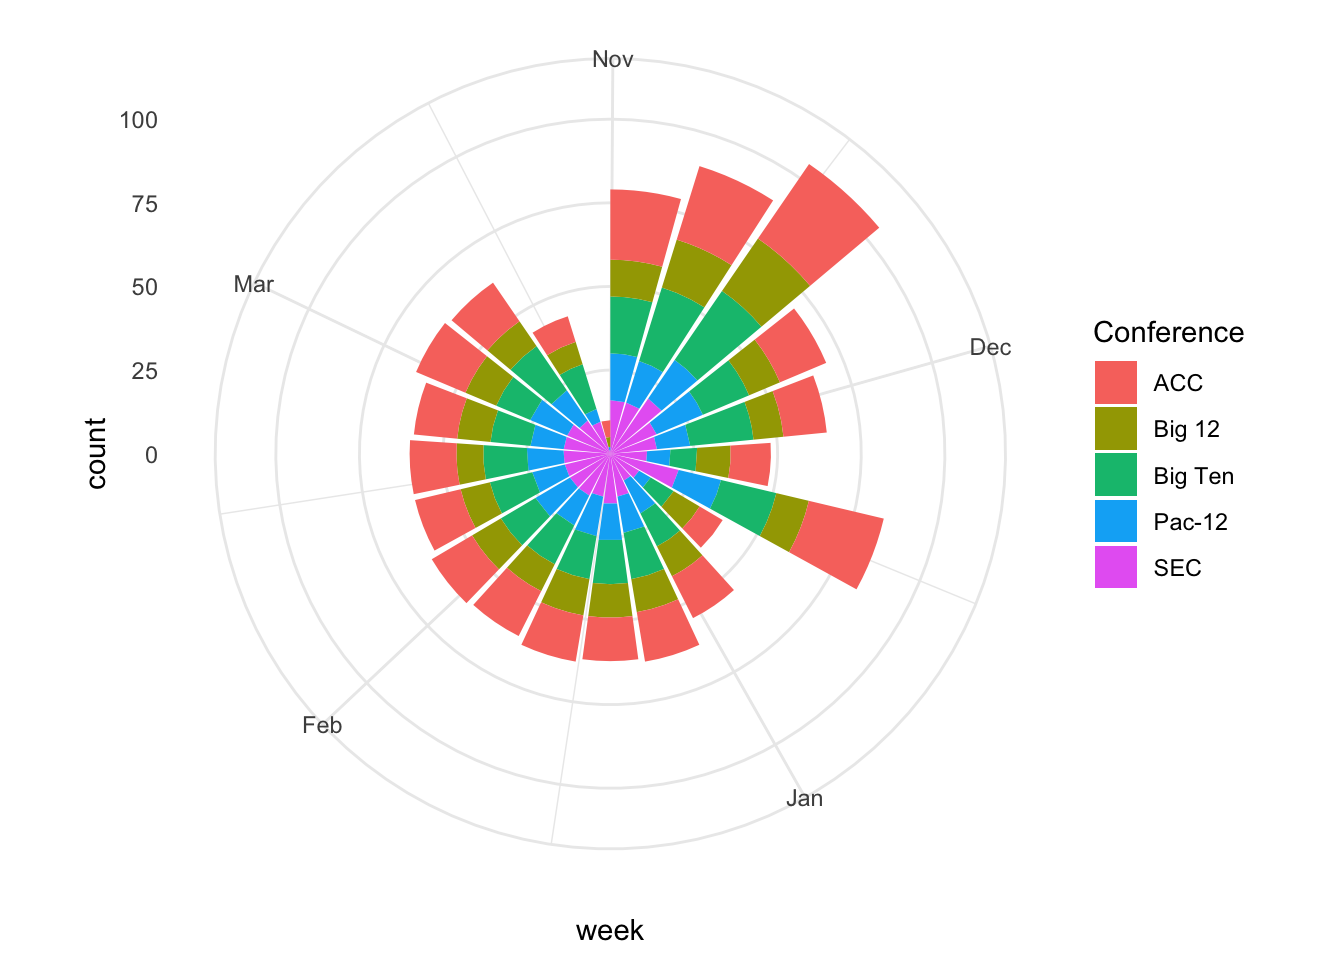 Nov
100
75
50
25
0
count
Mar
Dec
Feb
Jan
week
Conference
ACC
Big 12
Big Ten
Pac-12
SEC